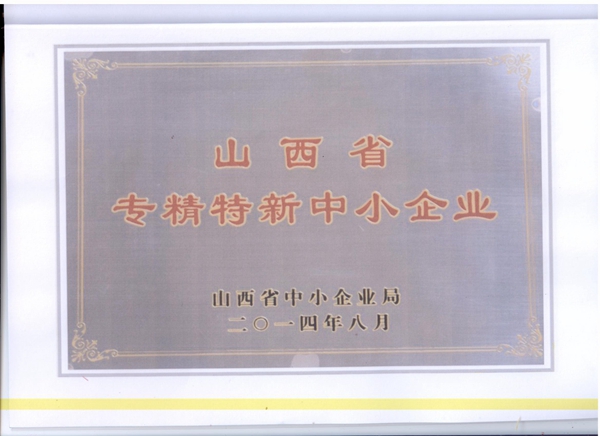 山西省
专精特新中小企业
山西省中小企业局
二〇一四年八月